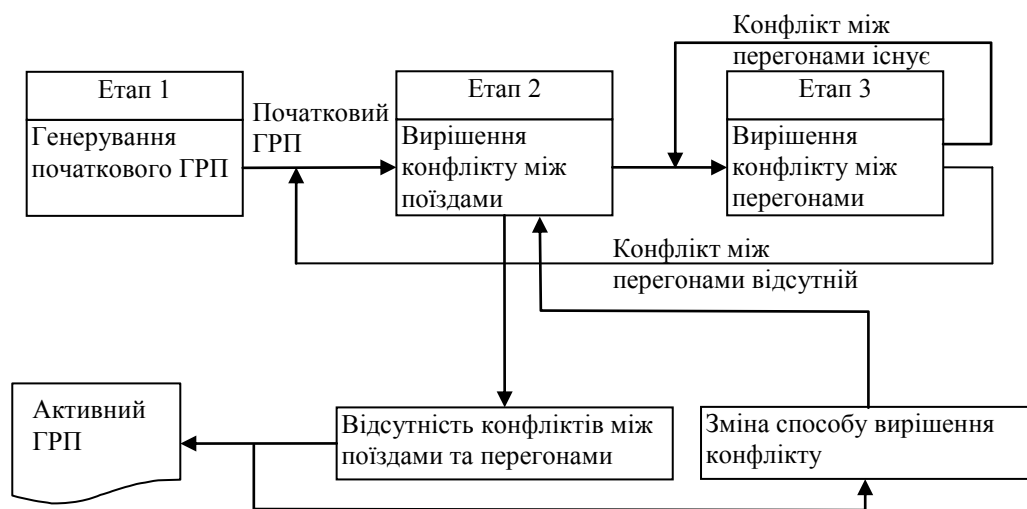 Конфлікт між
перегонами існує
Етап 1
Етап 2
Етап 3
Початковий
ГРП
Генерування
початкового ГРП
Вирішення
конфлікту між
поїздами
Вирішення
конфлікту між
перегонами
Конфлікт між
перегонами відсутній
Активний
ГРП
Відсутність конфліктів між
поїздами та перегонами
Зміна способу вирішення
конфлікту